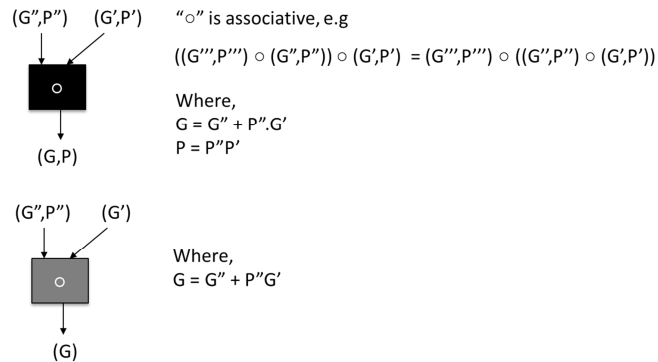 (G”,P”) (G’,P’)
“○” is associative, e.g
((G’’’,P’’’) ○ (G”,P”)) ○ (G’,P’) = (G’’’,P’’’) ○ ((G’’,P’’) ○ (G’,P’))
○
Where,
G = G” + P”.G’
P = P”P’
(G,P)
(G”,P”) (G’)
Where,
G = G” + P”G’
○
(G)